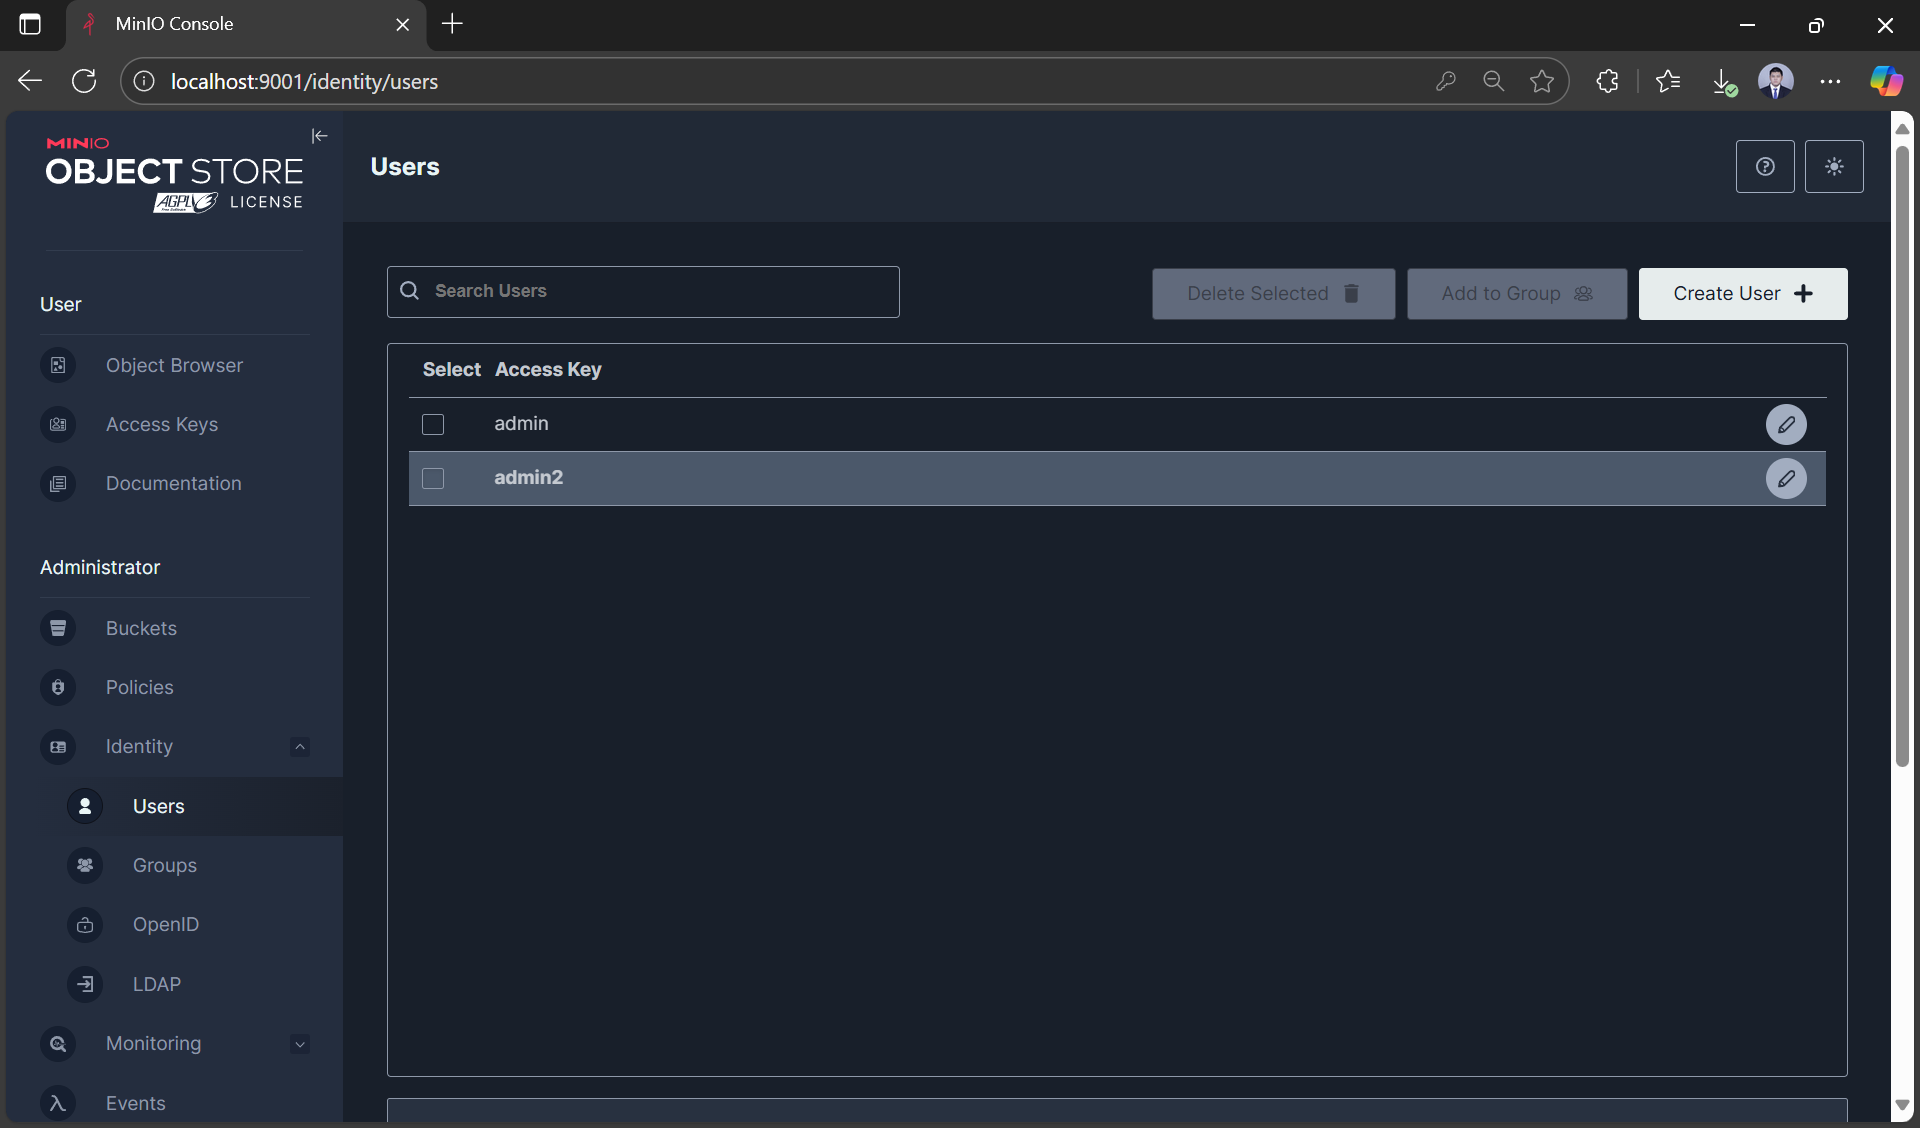 MinIO Console
localhost:9001/identity/users
MINIO
OBJECT STORE
AGPLv3 LICENSE
Free Software
Users
User
Search Users
Delete Selected
Add to Group
Create User
Object Browser
Select Access Key
Access Keys
admin
Documentation
admin2
Administrator
Buckets
Policies
Identity
Users
Groups
OpenID
LDAP
Monitoring
Events